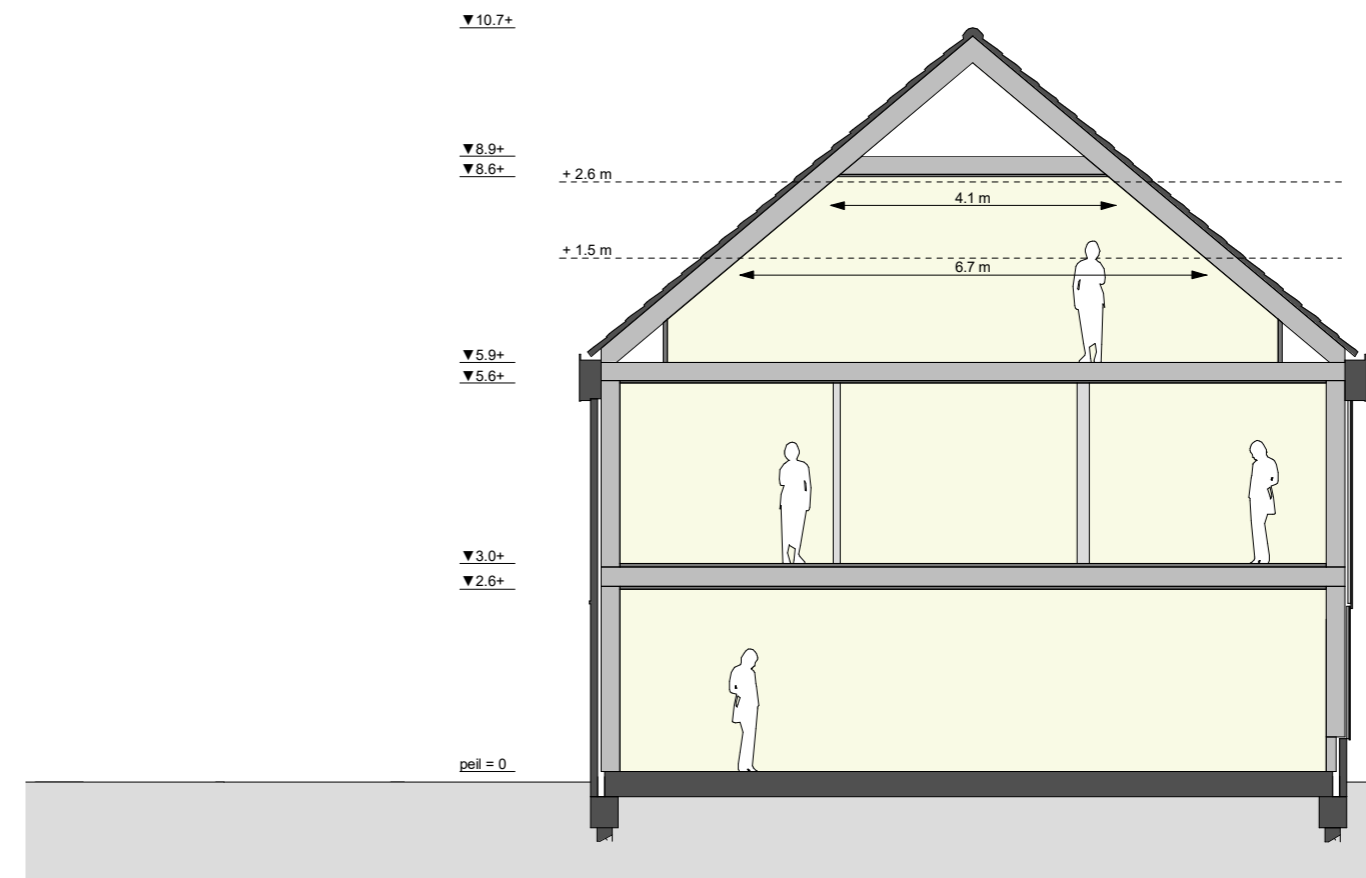 ▼10.7+
▼8.9+
▼8.6+
+ 2.6 m
4.1 m
+ 1.5 m
6.7 m
▼5.9+
▼5.6+
▼3.0+
▼2.6+
peil = 0